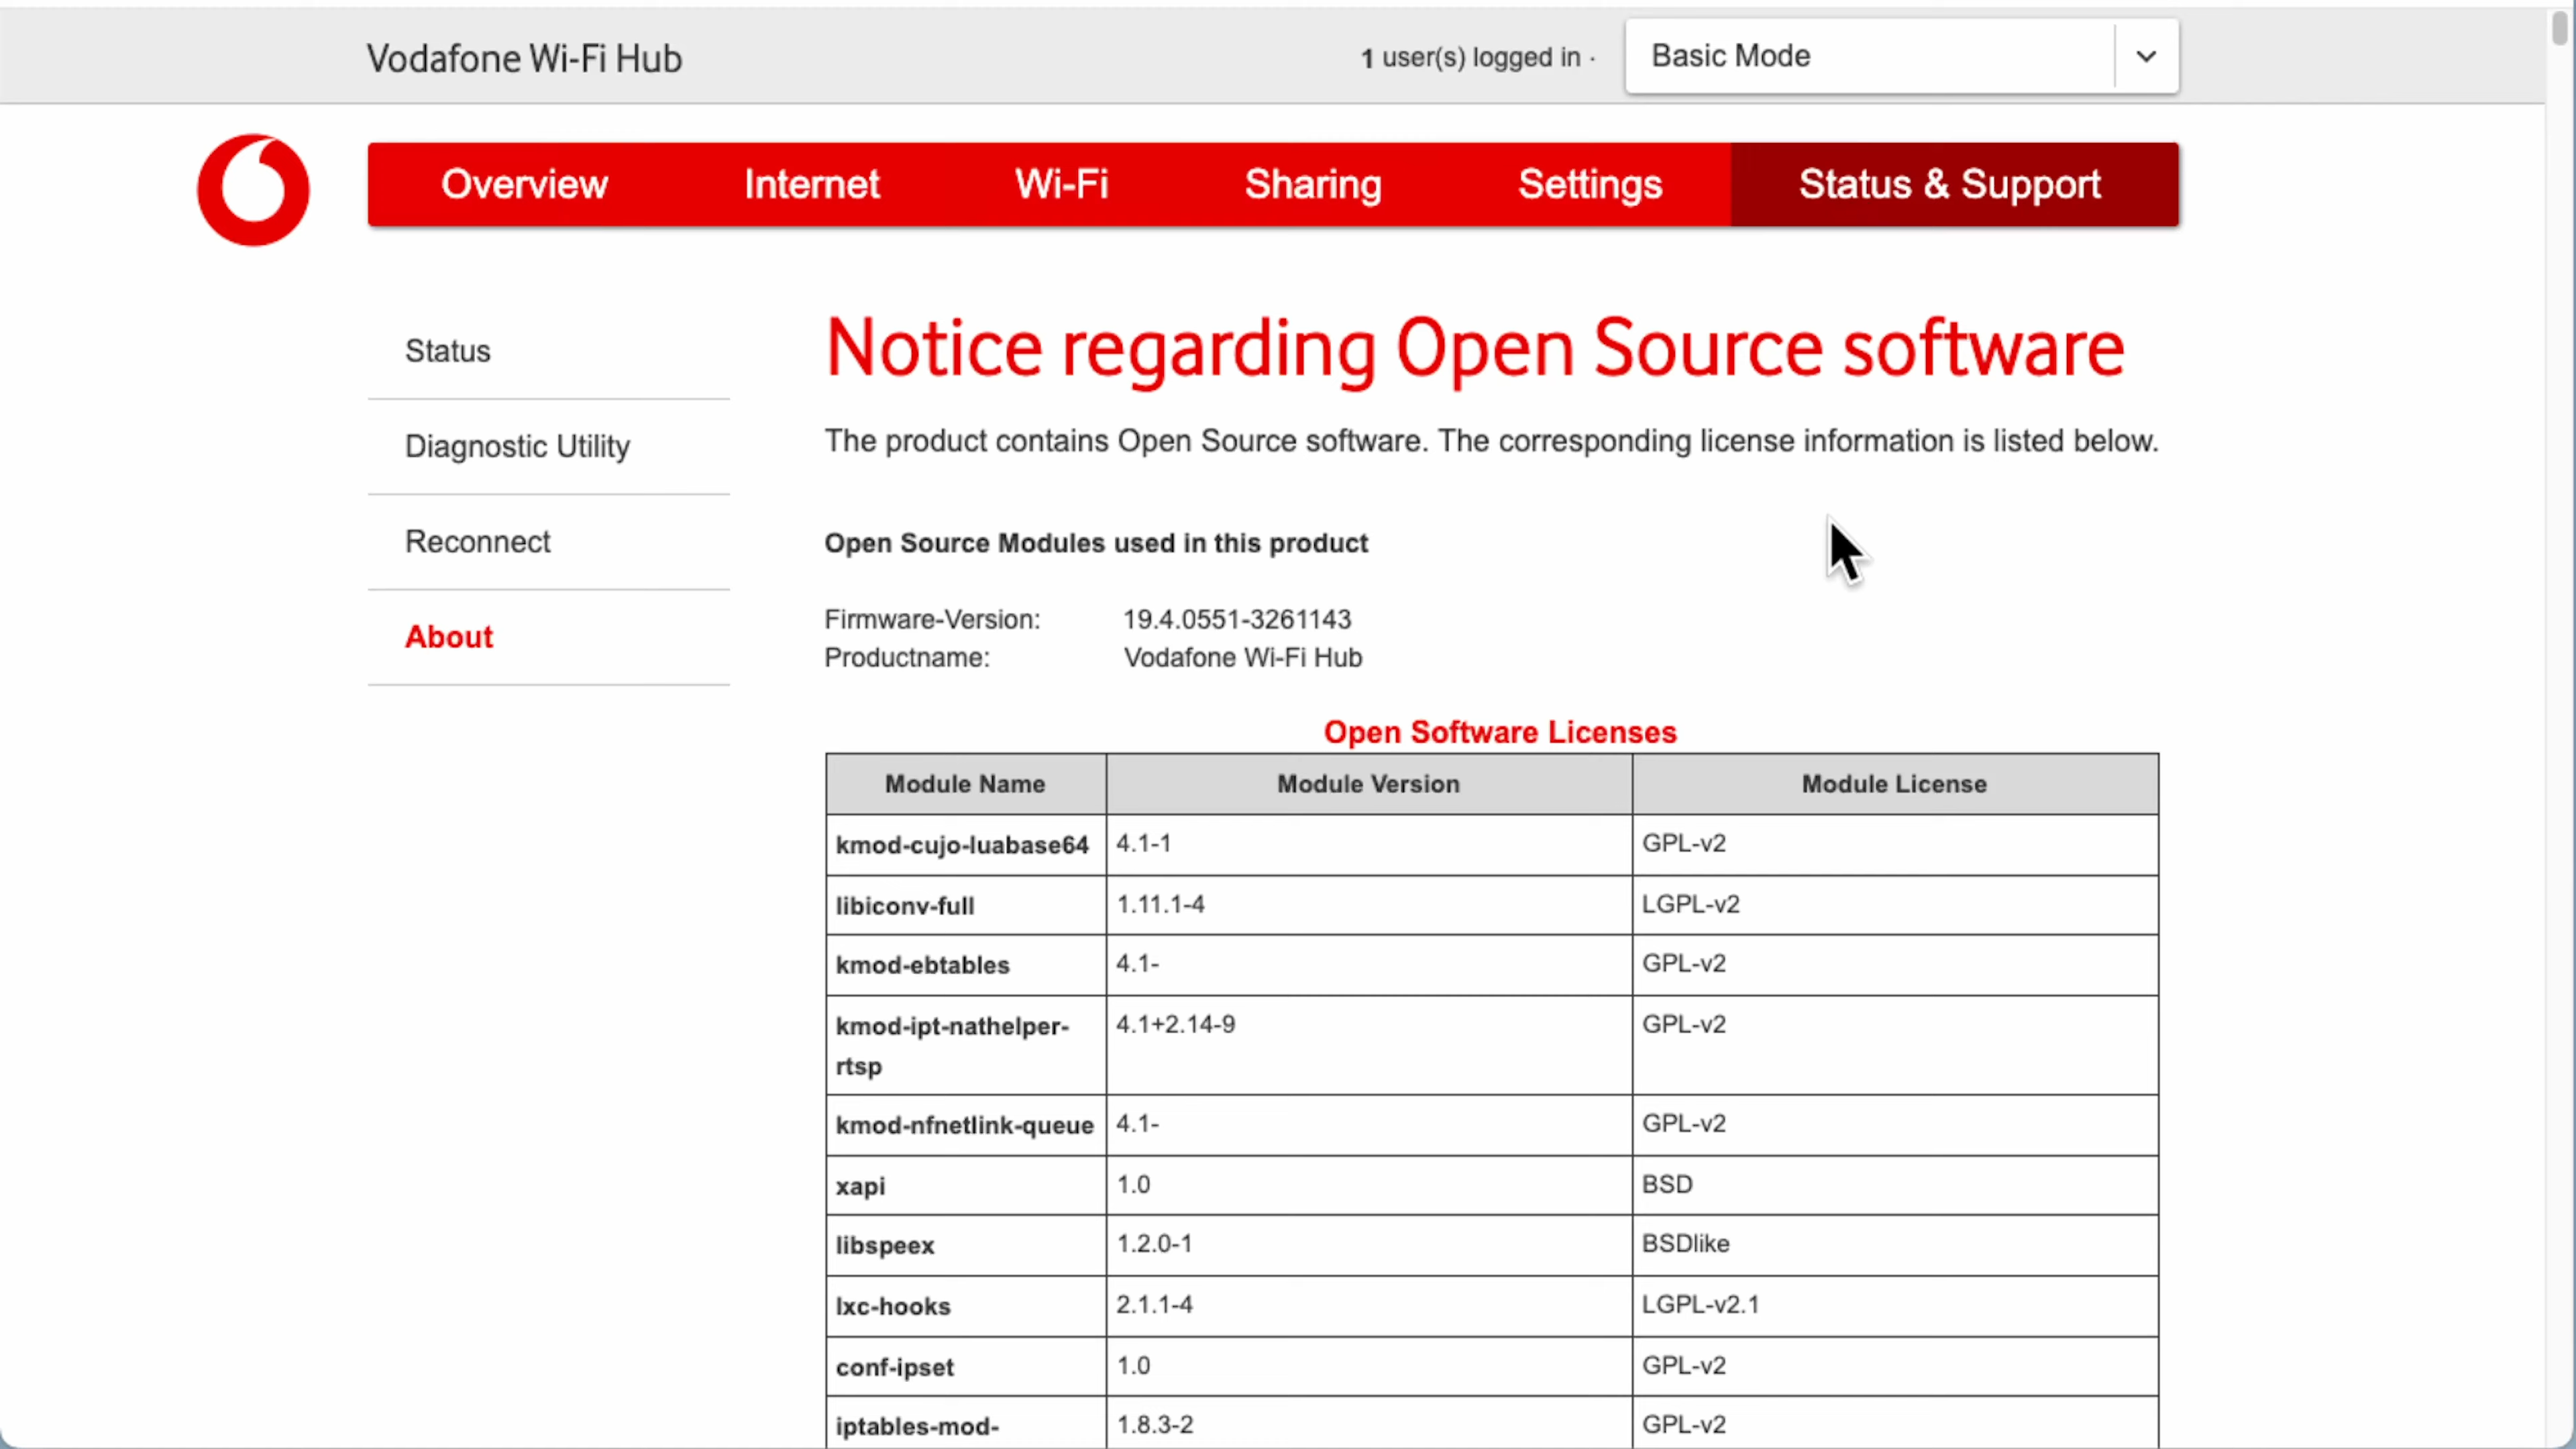 Vodafone Wi-Fi Hub
1 user(s) logged in ·
Basic Mode
Overview Internet Wi-Fi Sharing Settings Status & Support
Status
Diagnostic Utility
Reconnect
About
Notice regarding Open Source software
The product contains Open Source software. The corresponding license information is listed below.
Open Source Modules used in this product
Firmware-Version: 19.4.0551-3261143
Productname: Vodafone Wi-Fi Hub
Open Software Licenses
Module Name Module Version Module License
kmod-cujo-luabase64 4.1-1 GPL-v2
libiconv-full 1.11.1-4 LGPL-v2
kmod-ebtables 4.1- GPL-v2
kmod-ipt-nathelper- 4.1+2.14-9 GPL-v2
rtsp
kmod-nfnetlink-queue 4.1- GPL-v2
xapi 1.0 BSD
libspeex 1.2.0-1 BSDlike
lxc-hooks 2.1.1-4 LGPL-v2.1
conf-ipset 1.0 GPL-v2
iptables-mod- 1.8.3-2 GPL-v2